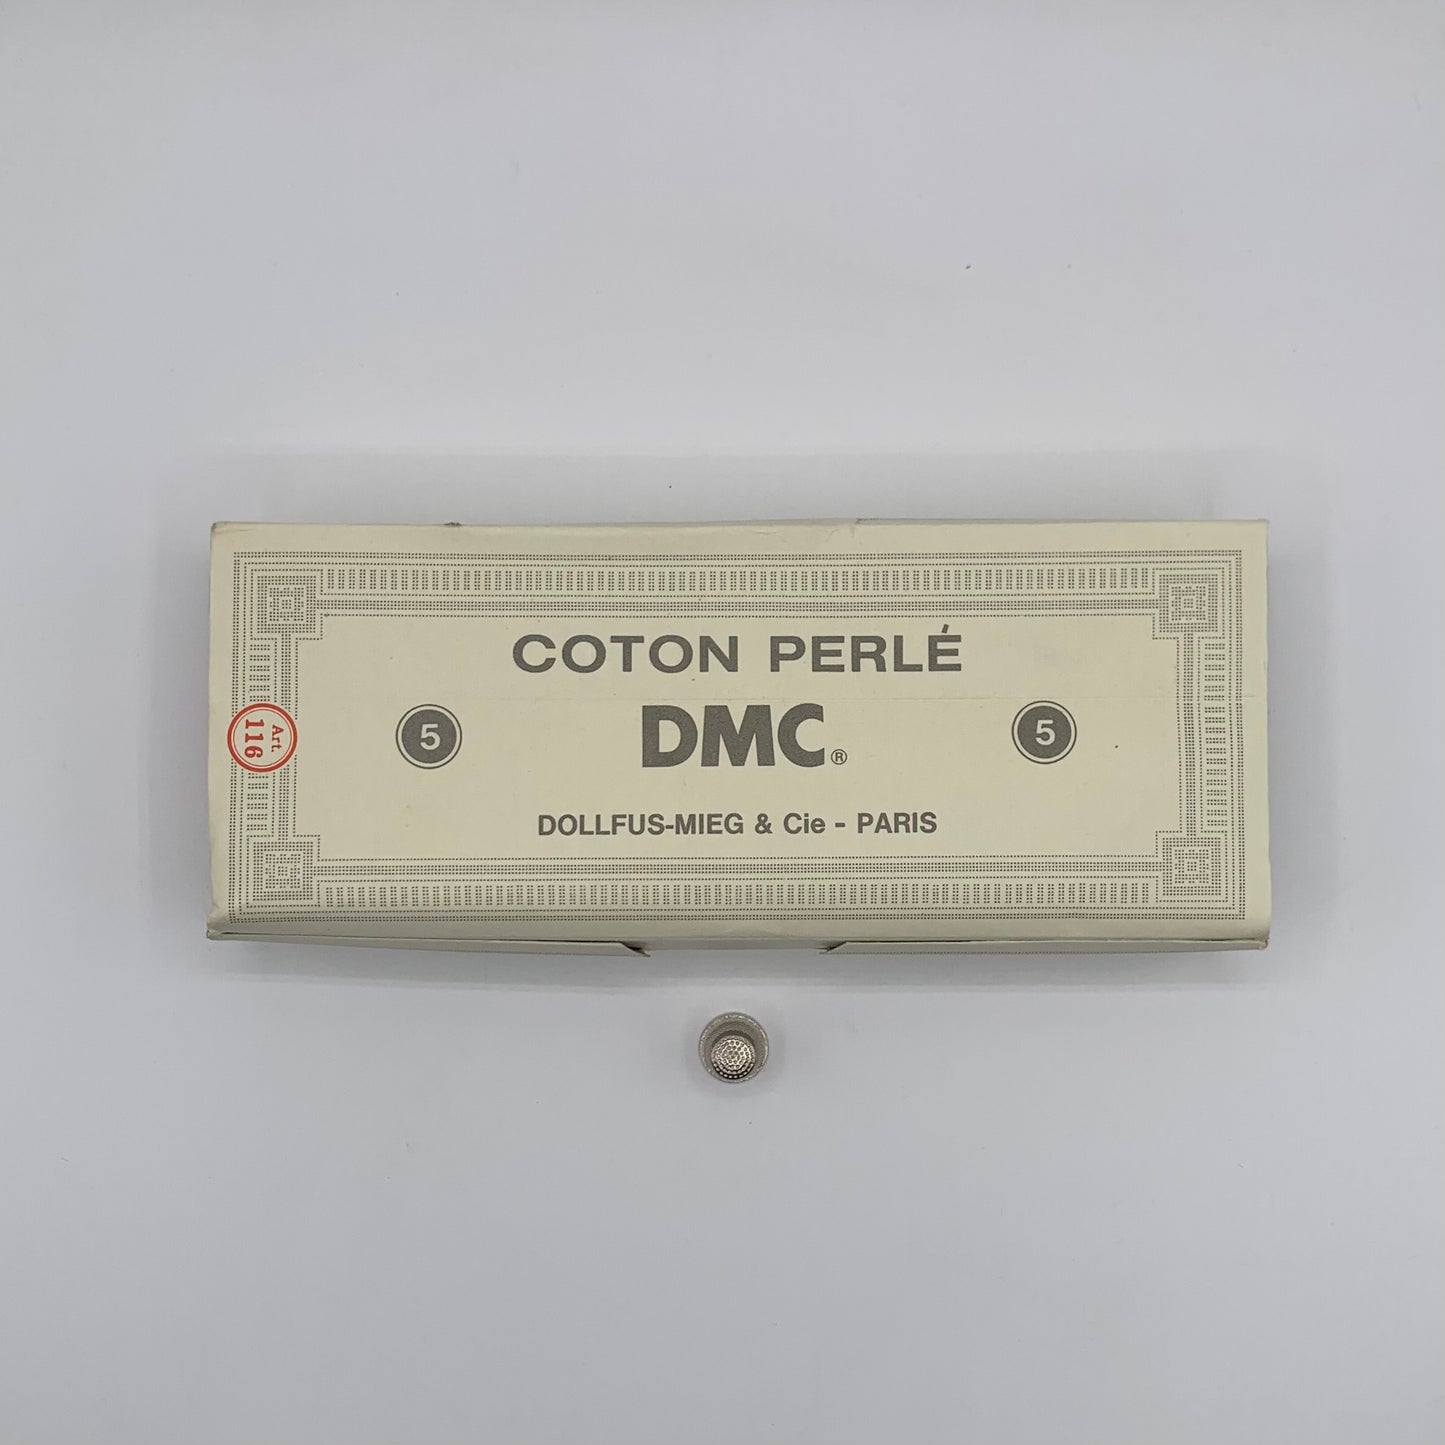 COTON PERLÉ
Art.
116
5
DMC®
5
DOLLFUS-MIEG & Cie - PARIS